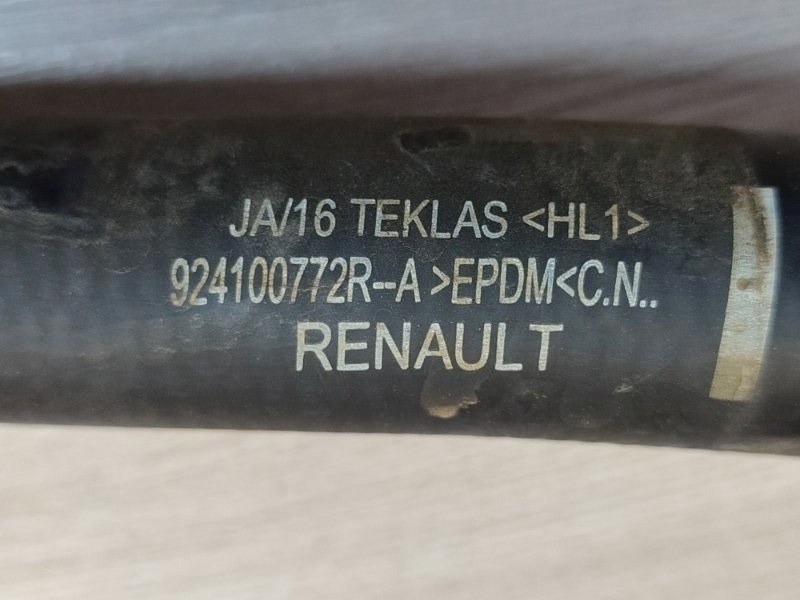 JA/16 TEKLAS <HL1>
924100772R--A >EPDM<C.N..
RENAULT